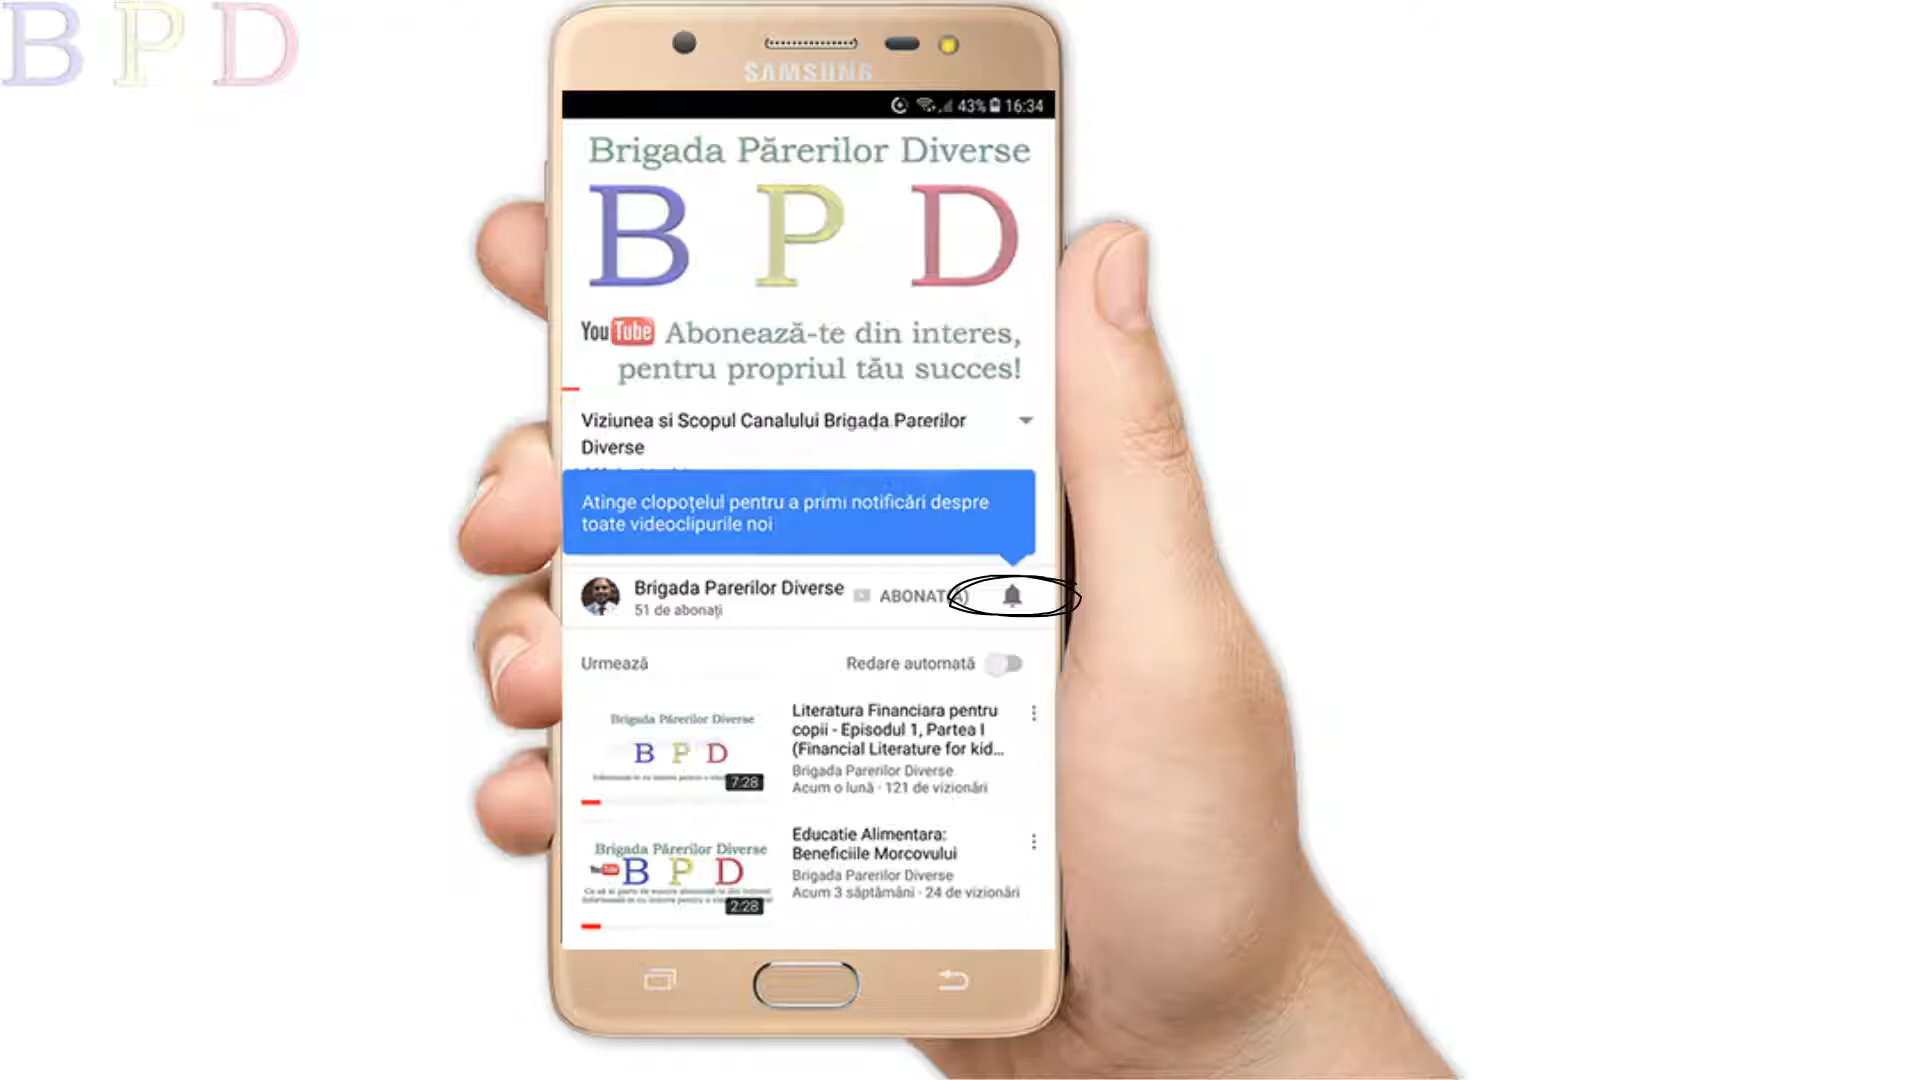 B P D
SAMSUNG
43% 16:34
Brigada Părerilor Diverse
B P D
YouTube Abonează-te din interes,
pentru propriul tău succes!
Viziunea si Scopul Canalului Brigada Parerilor
Diverse
Atinge clopoțelul pentru a primi notificări despre
toate videoclipurile noi
Brigada Parerilor Diverse ABONAT(A)
51 de abonați
Urmează Redare automată
Brigada Părerilor Diverse
B P D
7:28
Literatura Financiara pentru
copii - Episodul 1, Partea I
(Financial Literature for kid...
Brigada Parerilor Diverse
Acum o lună · 121 de vizionări
Brigada Părerilor Diverse
YouTube B P D
2:28
Educatie Alimentara:
Beneficiile Morcovului
Brigada Parerilor Diverse
Acum 3 săptămâni · 24 de vizionări